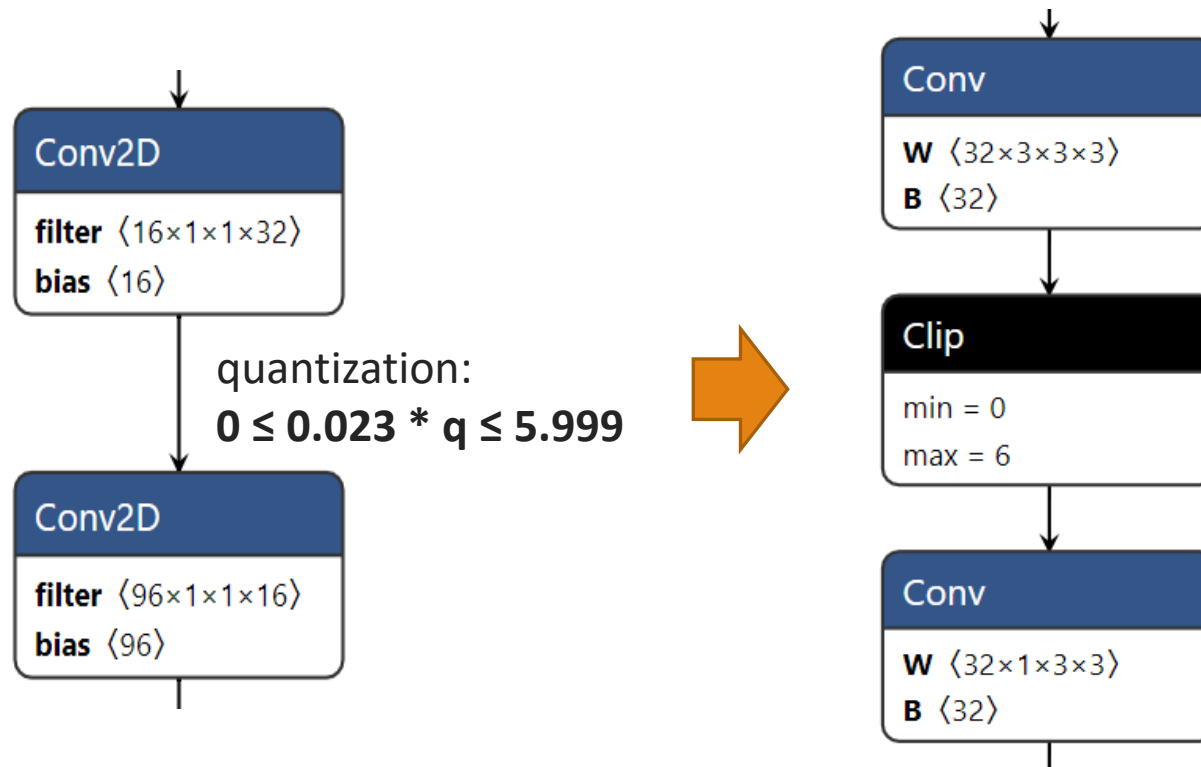 Conv2D
filter 〈16×1×1×32〉
bias 〈16〉
quantization:
0 ≤ 0.023 * q ≤ 5.999
Conv2D
filter 〈96×1×1×16〉
bias 〈96〉
Conv
W 〈32×3×3×3〉
B 〈32〉
Clip
min = 0
max = 6
Conv
W 〈32×1×3×3〉
B 〈32〉